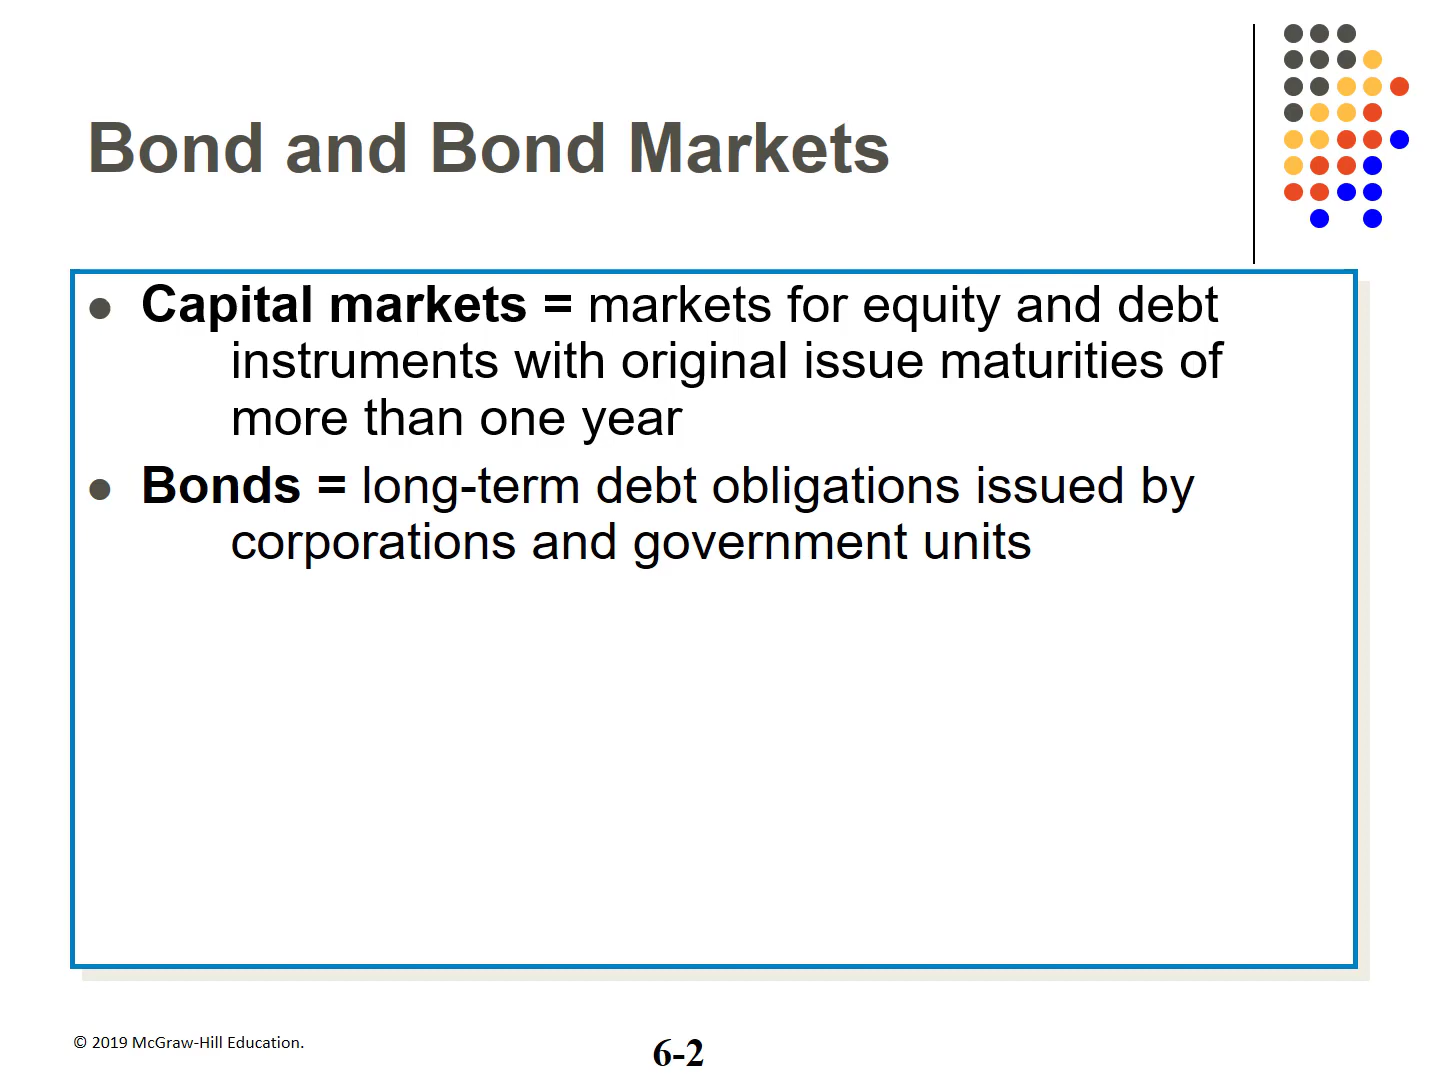 Bond and Bond Markets
● Capital markets = markets for equity and debt
instruments with original issue maturities of
more than one year
● Bonds = long-term debt obligations issued by
corporations and government units
© 2019 McGraw-Hill Education.
6-2